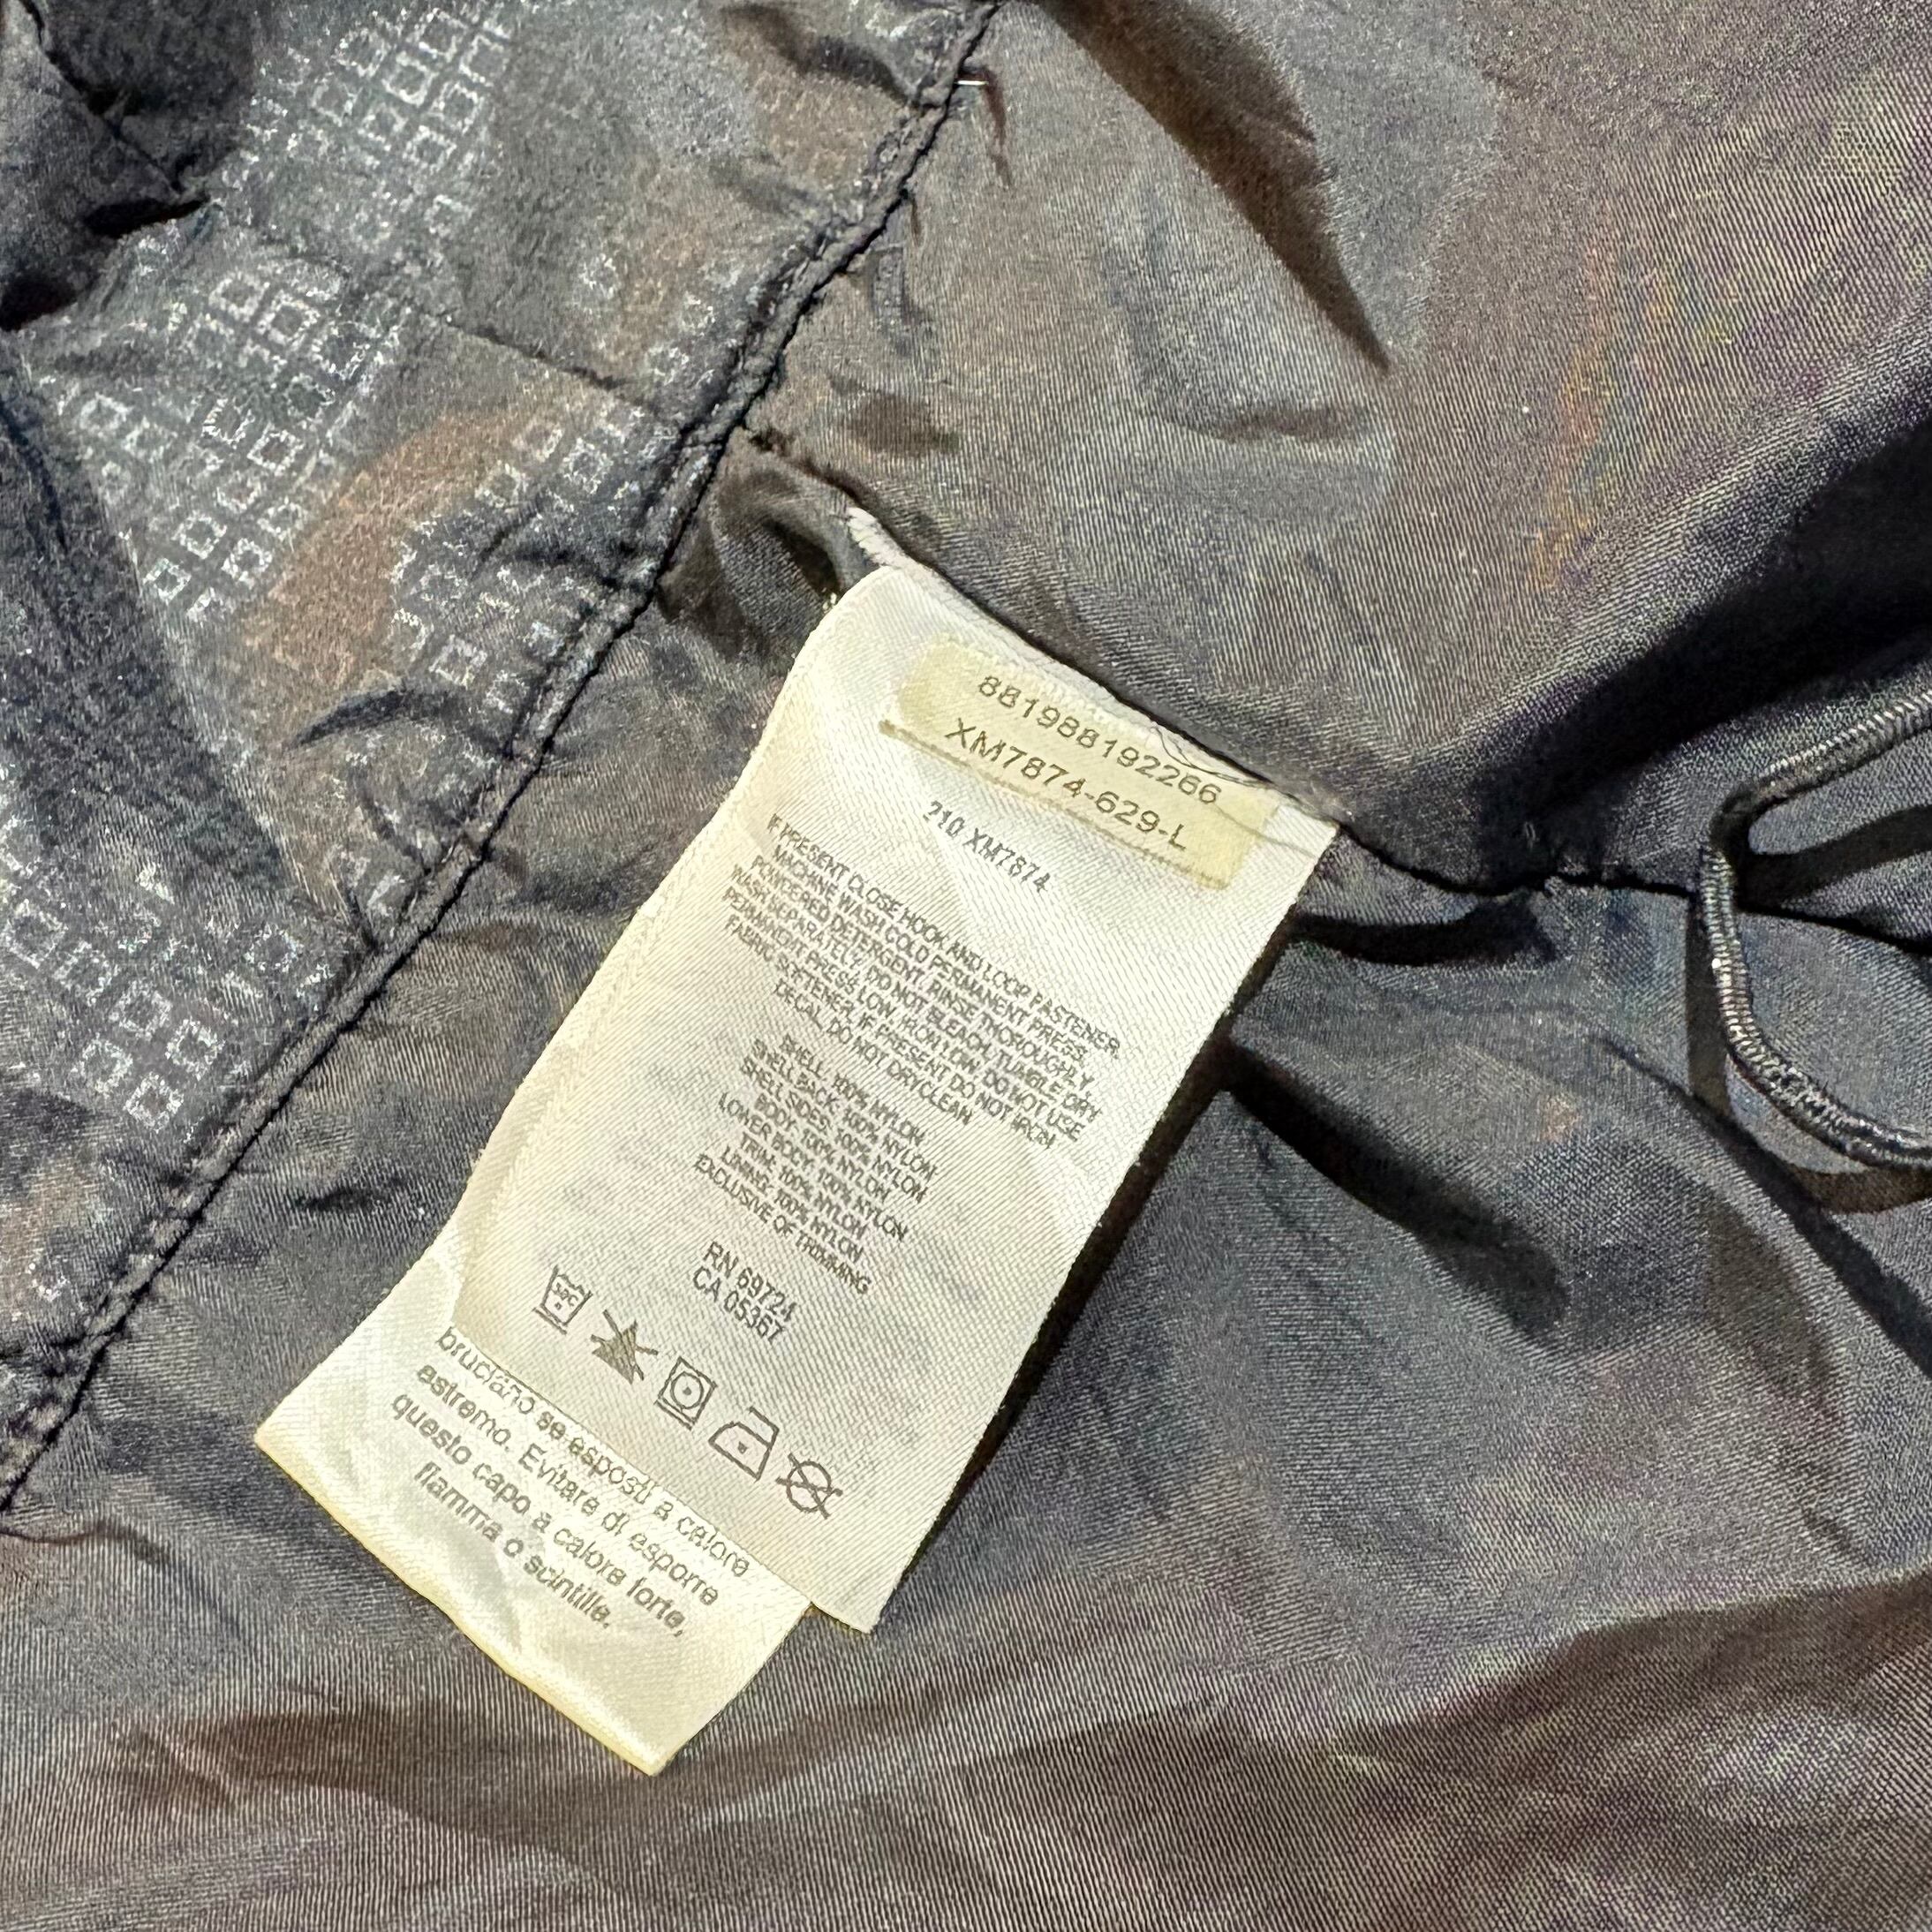 8819881922​66
XM7874-629-L
210 XM7874
IF PRESENT CLOSE HOOK AND LOOP FASTENER.
MACHINE WASH COLD PERMANENT PRESS.
POWDERED DETERGENT. RINSE THOROUGHLY.
WASH SEPARATELY. DO NOT BLEACH. TUMBLE DRY
PERMANENT PRESS LOW. IRON LOW. DO NOT USE
FABRIC SOFTENER. IF PRESENT DO NOT IRON
DECAL. DO NOT DRYCLEAN.
SHELL: 100% NYLON
SHELL BACK: 100% NYLON
SHELL SIDES: 100% NYLON
BODY: 100% NYLON
LOWER BODY: 100% NYLON
TRIM: 100% NYLON
LINING: 100% NYLON
EXCLUSIVE OF TRIMMING
RN 69724
CA 05367
bruciano se esposti a calore
estremo. Evitare di esporre
questo capo a calore forte,
fiamma o scintille.